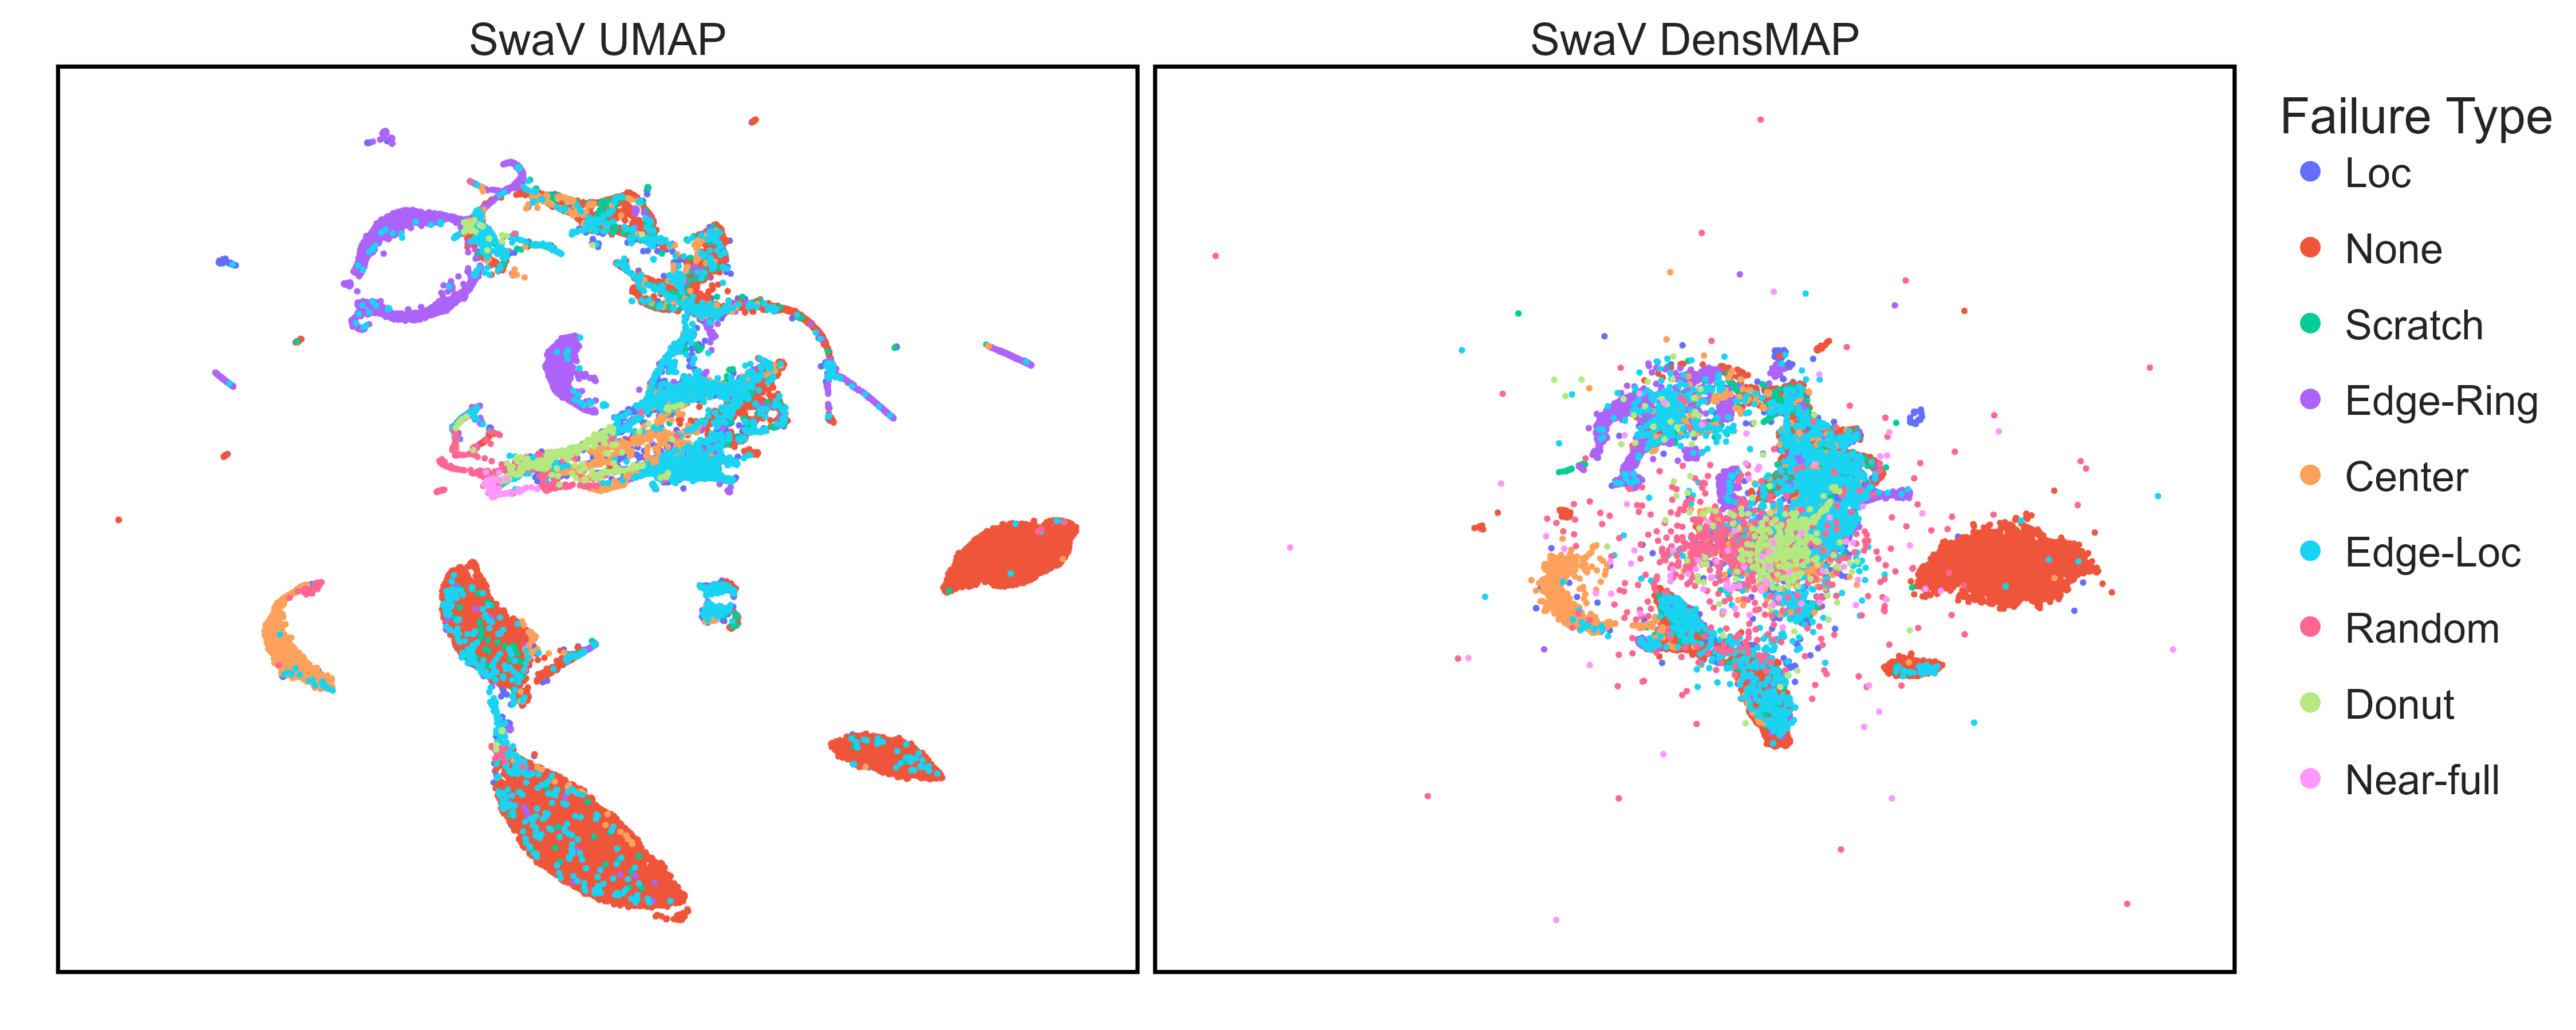 SwaV UMAP
SwaV DensMAP
Failure Type
Loc
None
Scratch
Edge-Ring
Center
Edge-Loc
Random
Donut
Near-full